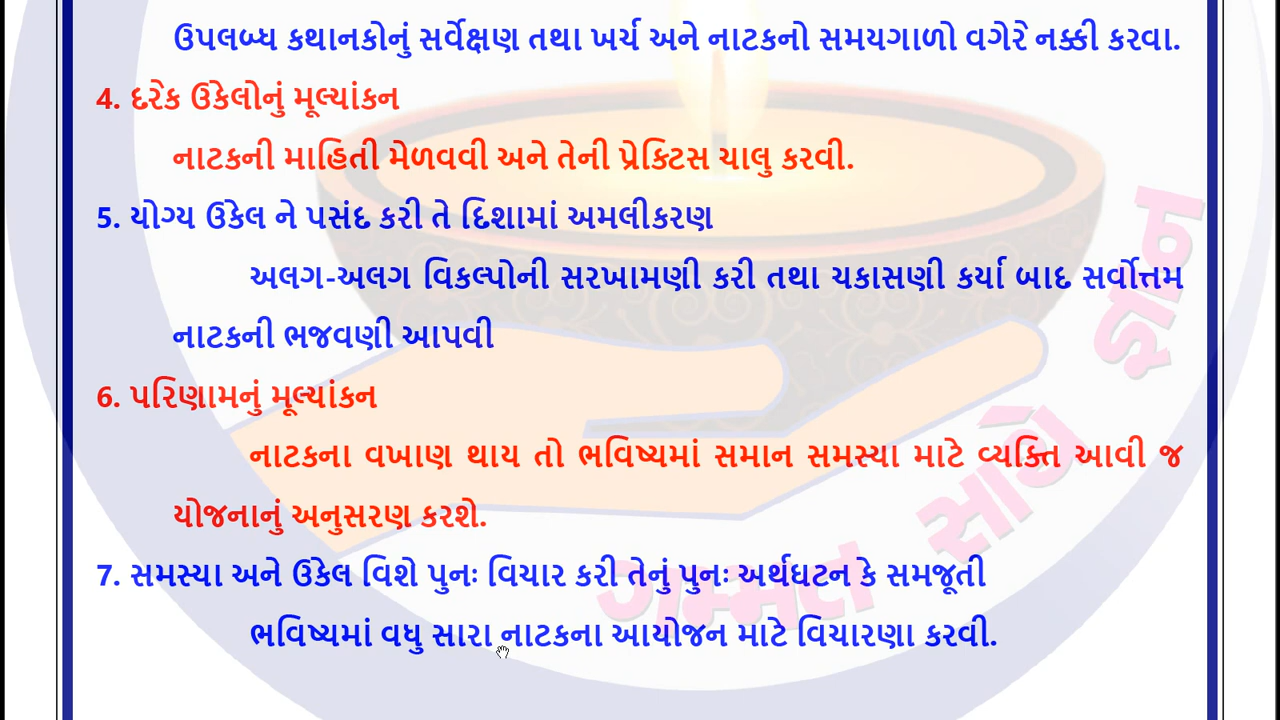 ઉપલબ્ધ કથાનકોનું સર્વેક્ષણ તથા ખર્ચ અને નાટકનો સમયગાળો વગેરે નક્કી કરવા.
4. દરેક ઉકેલોનું મૂલ્યાંકન
નાટકની માહિતી મેળવવી અને તેની પ્રેક્ટિસ ચાલુ કરવી.
5. યોગ્ય ઉકેલ ને પસંદ કરી તે દિશામાં અમલીકરણ
અલગ-અલગ વિકલ્પોની સરખામણી કરી તથા ચકાસણી કર્યા બાદ સર્વોત્તમ
નાટકની ભજવણી આપવી
6. પરિણામનું મૂલ્યાંકન
નાટકના વખાણ થાય તો ભવિષ્યમાં સમાન સમસ્યા માટે વ્યક્તિ આવી જ
યોજનાનું અનુસરણ કરશે.
7. સમસ્યા અને ઉકેલ વિશે પુનઃ વિચાર કરી તેનું પુનઃ અર્થઘટન કે સમજૂતી
ભવિષ્યમાં વધુ સારા નાટકના આયોજન માટે વિચારણા કરવી.
ગમ્મત સાથે જ્ઞાન